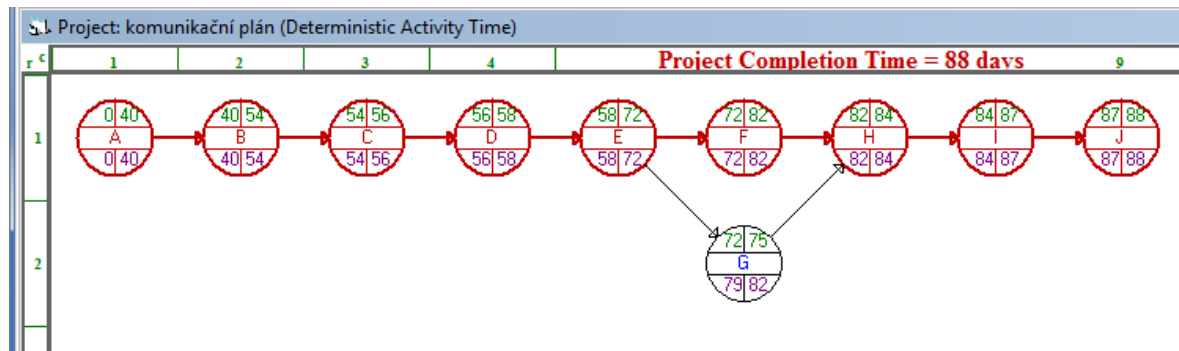 Project: komunikační plán (Deterministic Activity Time)
r c 1 2 3 4 Project Completion Time = 88 days 9
1
0 40 40 54 54 56 56 58 58 72 72 82 82 84 84 87 87 88
A B C D E F H I J
0 40 40 54 54 56 56 58 58 72 72 82 82 84 84 87 87 88
2
72 75
G
79 82